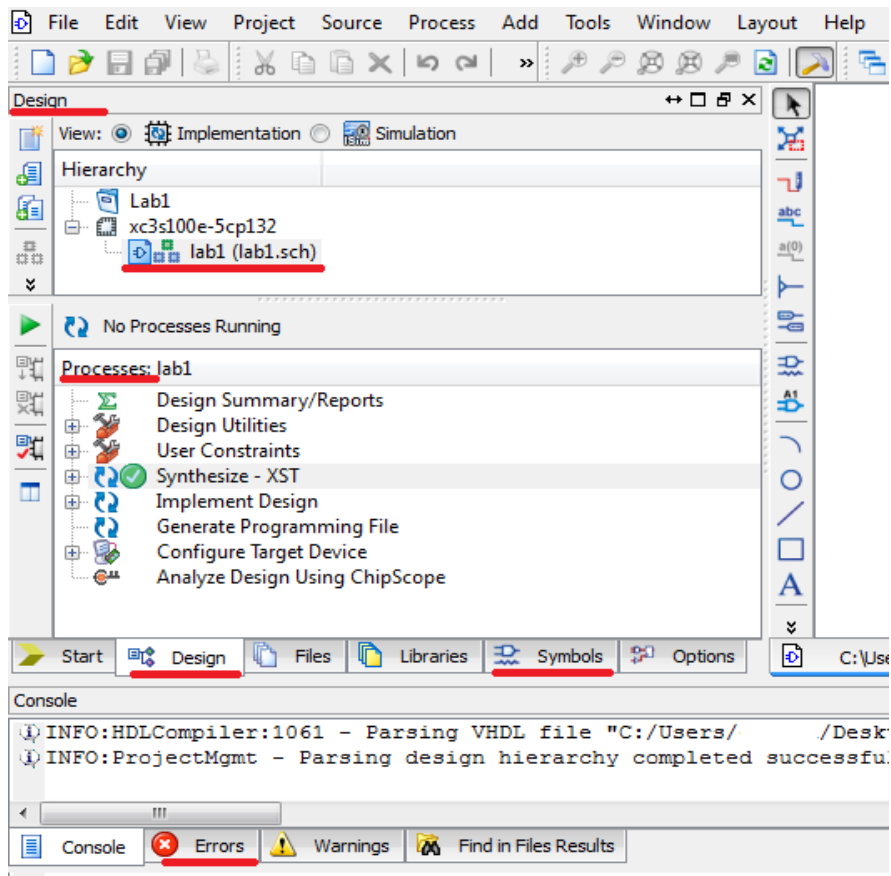 File Edit View Project Source Process Add Tools Window Layout Help
»
Design
View: Implementation Simulation
Hierarchy
Lab1
xc3s100e-5cp132
lab1 (lab1.sch)
No Processes Running
Processes: lab1
Design Summary/Reports
Design Utilities
User Constraints
Synthesize - XST
Implement Design
Generate Programming File
Configure Target Device
Analyze Design Using ChipScope
abc
a(0)
A1
A
Start Design Files Libraries Symbols Options C:\Use
Console
INFO:HDLCompiler:1061 - Parsing VHDL file "C:/Users/ /Desk
INFO:ProjectMgmt - Parsing design hierarchy completed successful
Console Errors Warnings Find in Files Results